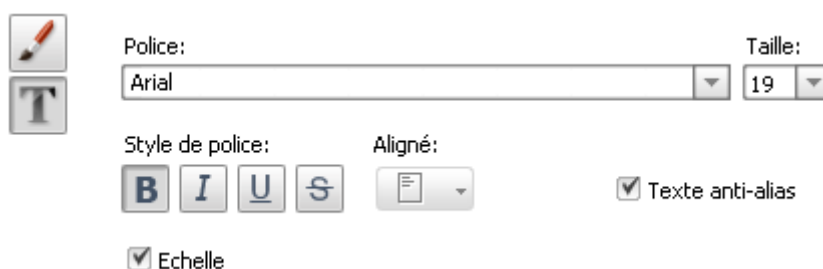 Police:
Taille:
T
Arial
19
Style de police:
Aligné:
B I U S
Texte anti-alias
Echelle